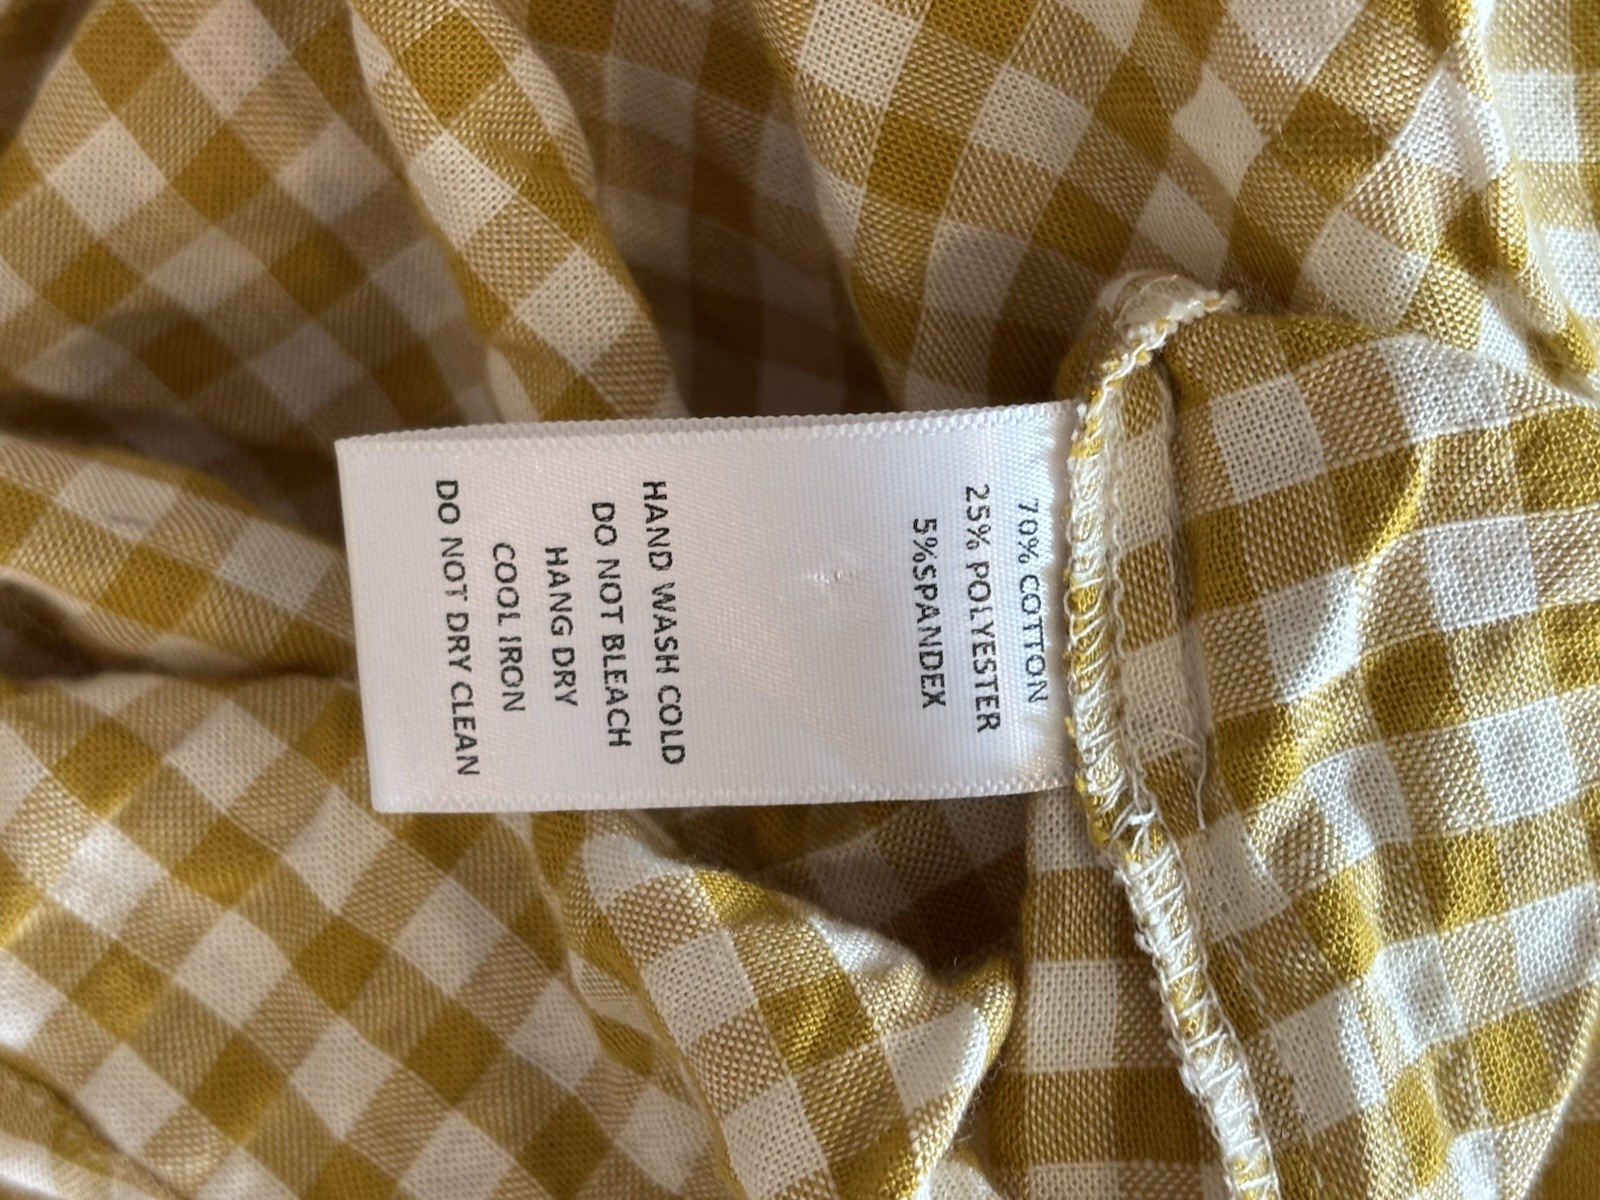 70% COTTON
25% POLYESTER
5%SPANDEX
HAND WASH COLD
DO NOT BLEACH
HANG DRY
COOL IRON
DO NOT DRY CLEAN